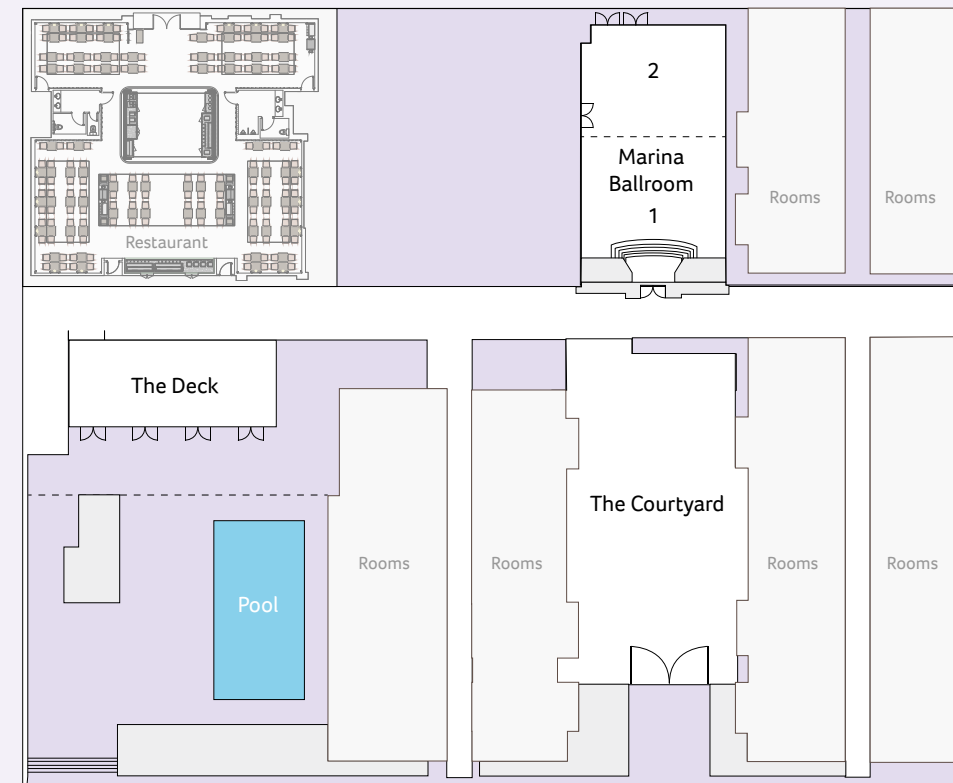 2
Marina
Ballroom
1
Rooms
Rooms
Restaurant
The Deck
The Courtyard
Rooms
Rooms
Rooms
Rooms
Pool